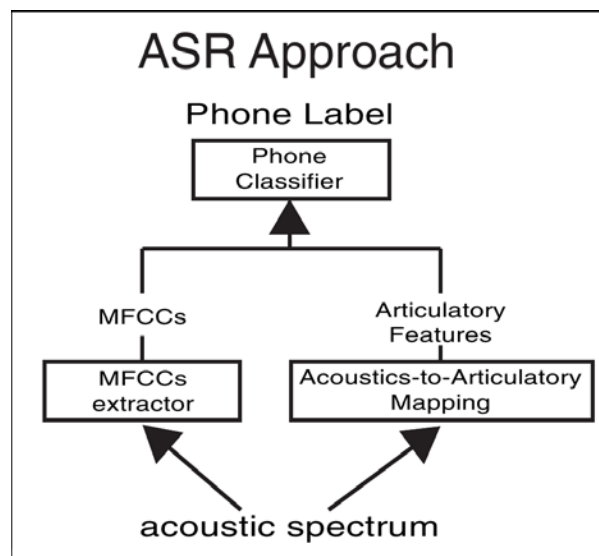 ASR Approach
Phone Label
Phone
Classifier
MFCCs
Articulatory
Features
MFCCs
extractor
Acoustics-to-Articulatory
Mapping
acoustic spectrum